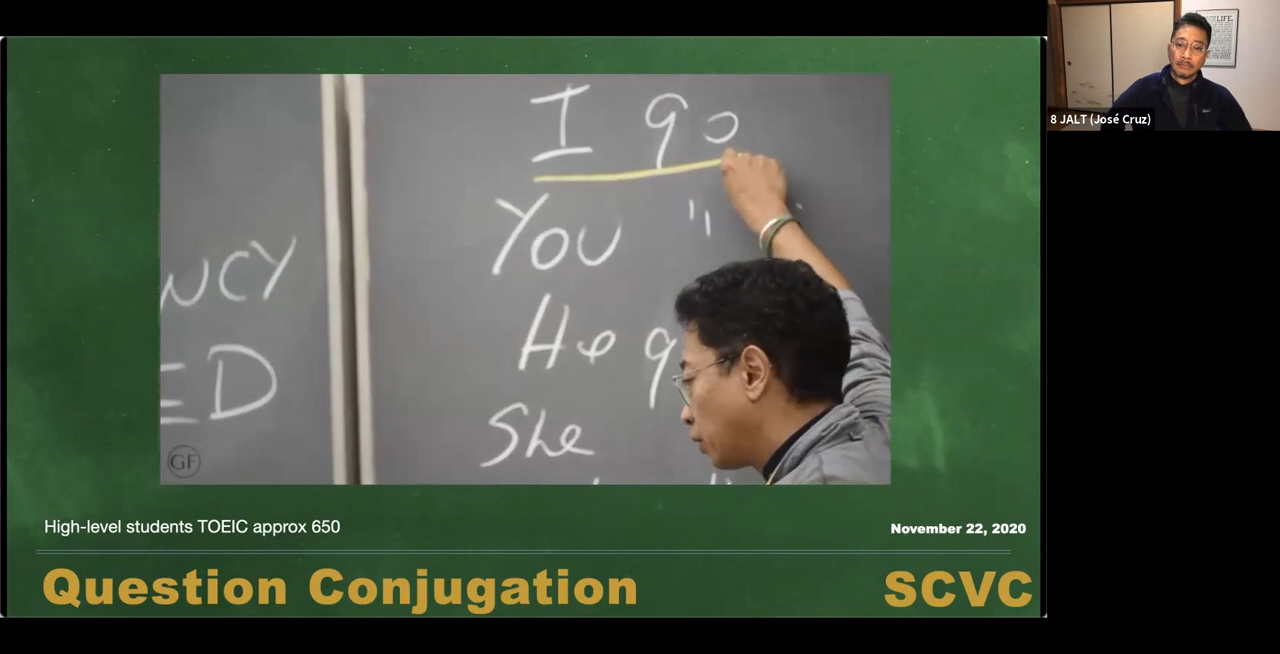 I go
You "
He g
She
NCY
ED
GF
High-level students TOEIC approx 650
November 22, 2020
Question Conjugation
SCVC
LIFE.
8 JALT (José Cruz)